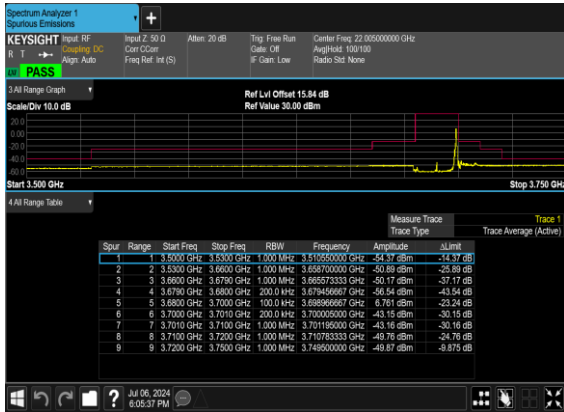 Spectrum Analyzer 1
Spurious Emissions
KEYSIGHT Input: RF Input Z: 50 Ω Atten: 20 dB Trig: Free Run Center Freq: 22.005000000 GHz
R T Coupling: DC Corr CCorr Gate: Off Avg|Hold: 100/100
Align: Auto Freq Ref: Int (S) IF Gain: Low Radio Std: None
LXI PASS
3 All Range Graph
Ref Lvl Offset 15.84 dB
Scale/Div 10.0 dB Ref Value 30.00 dBm
20.0
0.00
-20.0
-40.0
-60.0
Start 3.500 GHz Stop 3.750 GHz
4 All Range Table
Measure Trace Trace 1
Trace Type Trace Average (Active)
Spur Range Start Freq Stop Freq RBW Frequency Amplitude ΔLimit
1 1 3.5000 GHz 3.5300 GHz 1.000 MHz 3.510550000 GHz -54.37 dBm -14.37 dB
2 2 3.5300 GHz 3.6600 GHz 1.000 MHz 3.658700000 GHz -50.89 dBm -25.89 dB
3 3 3.6600 GHz 3.6790 GHz 1.000 MHz 3.665573333 GHz -50.17 dBm -37.17 dB
4 4 3.6790 GHz 3.6800 GHz 200.0 kHz 3.679456667 GHz -56.54 dBm -43.54 dB
5 5 3.6800 GHz 3.7000 GHz 100.0 kHz 3.698966667 GHz 6.761 dBm -23.24 dB
6 6 3.7000 GHz 3.7010 GHz 200.0 kHz 3.700005000 GHz -43.15 dBm -30.15 dB
7 7 3.7010 GHz 3.7100 GHz 1.000 MHz 3.701195000 GHz -43.16 dBm -30.16 dB
8 8 3.7100 GHz 3.7200 GHz 1.000 MHz 3.710783333 GHz -49.76 dBm -24.76 dB
9 9 3.7200 GHz 3.7500 GHz 1.000 MHz 3.749500000 GHz -49.87 dBm -9.875 dB
Jul 06, 2024
6:05:37 PM